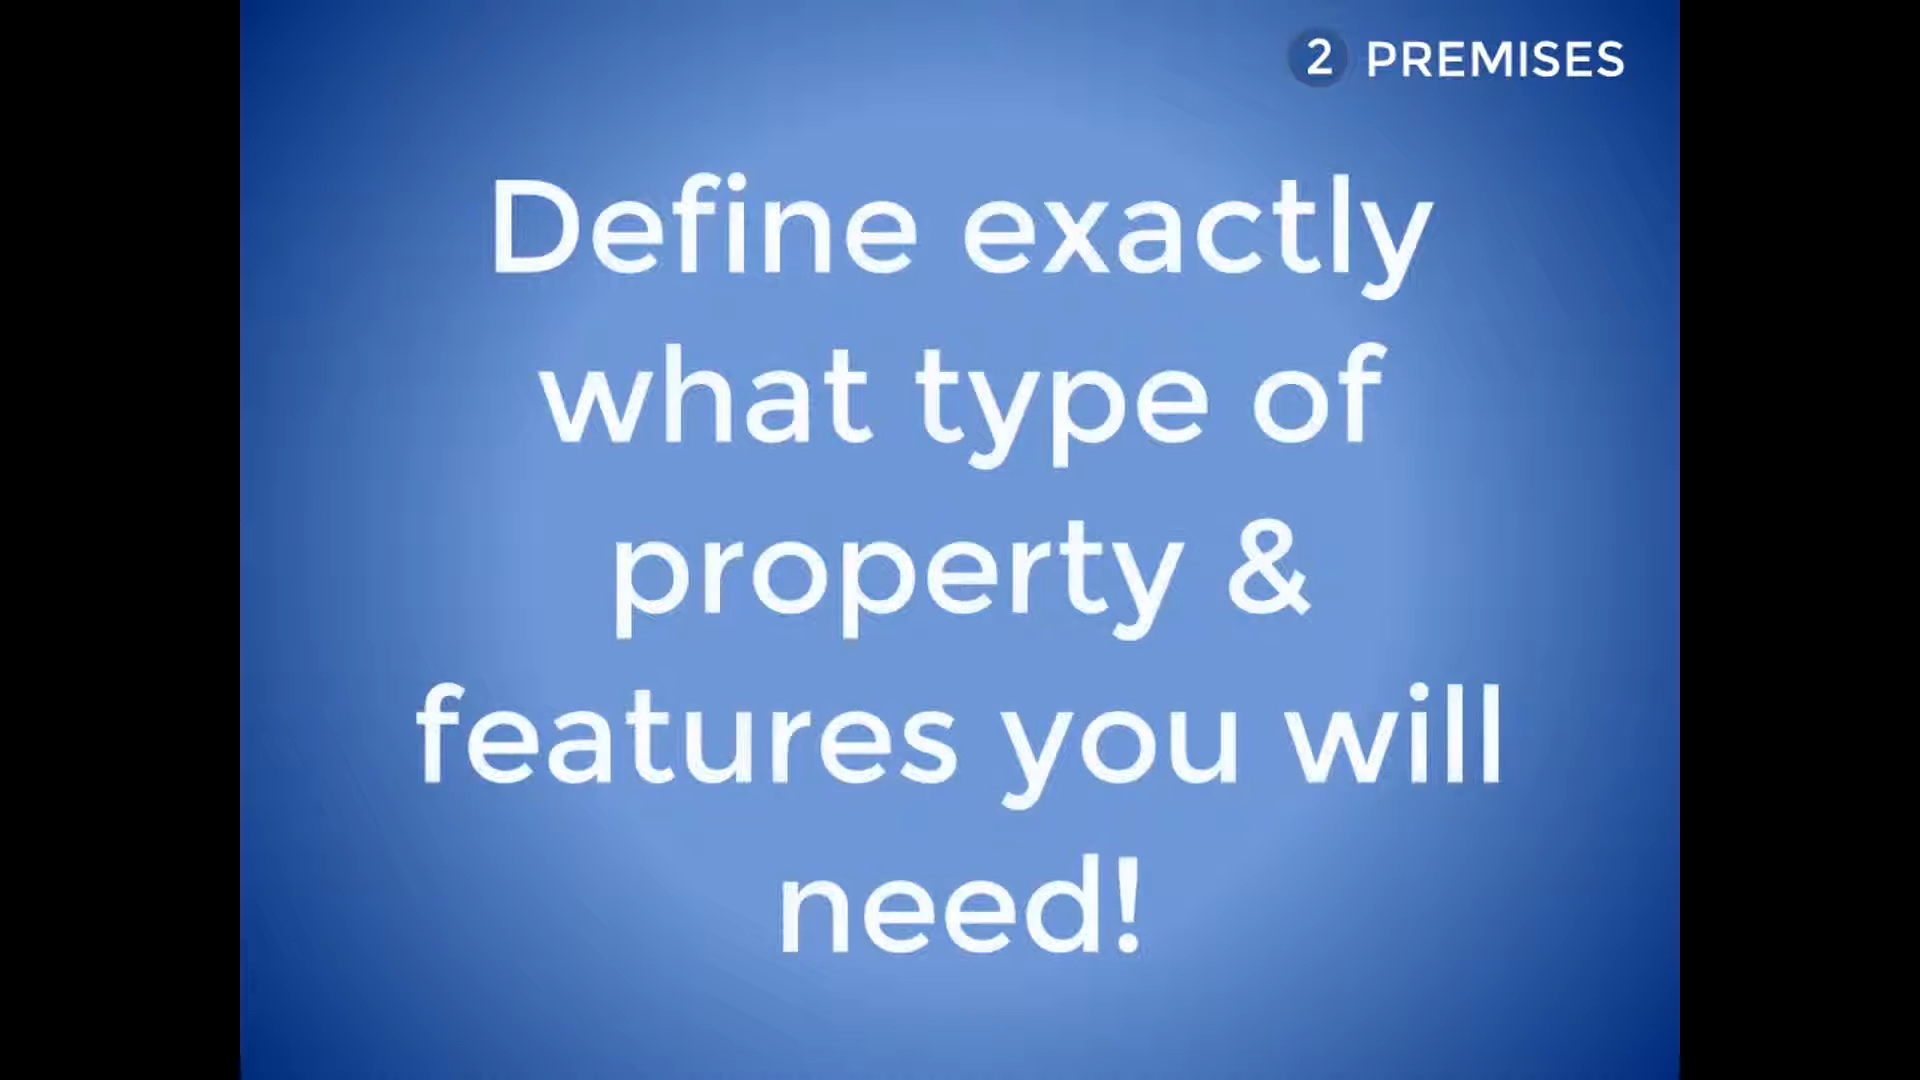 2 PREMISES
Define exactly
what type of
property &
features you will
need!